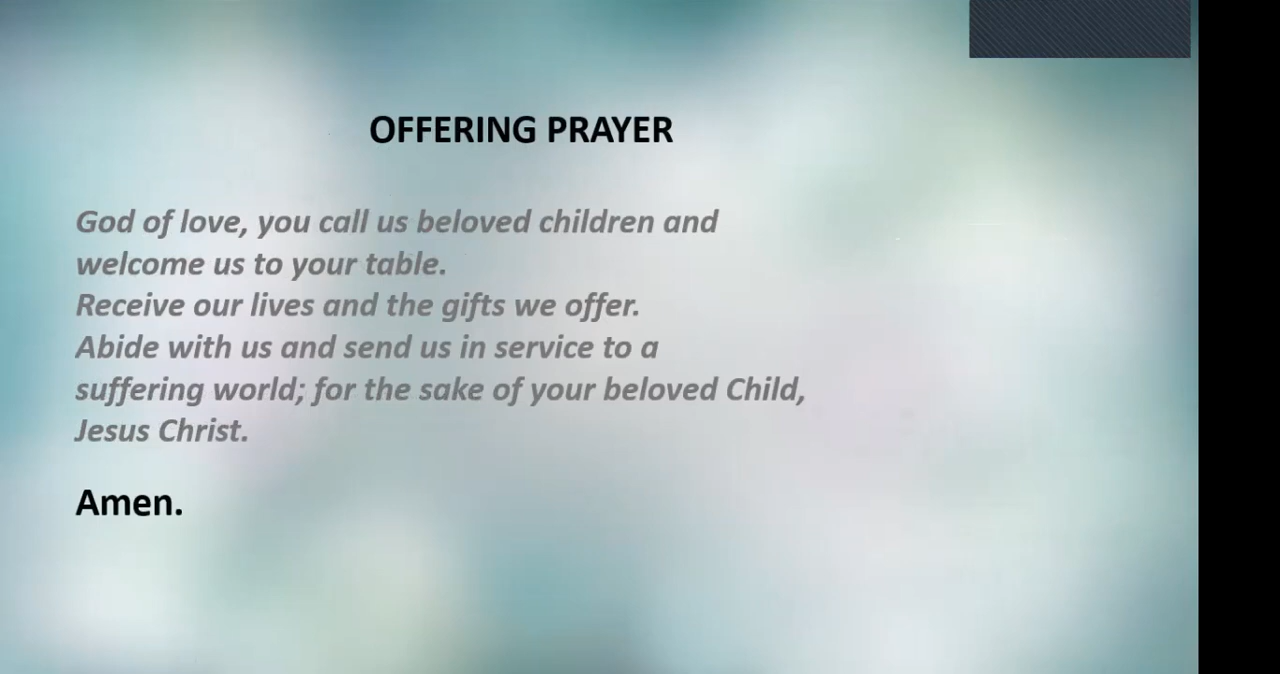 OFFERING PRAYER
God of love, you call us beloved children and
welcome us to your table.
Receive our lives and the gifts we offer.
Abide with us and send us in service to a
suffering world; for the sake of your beloved Child,
Jesus Christ.
Amen.